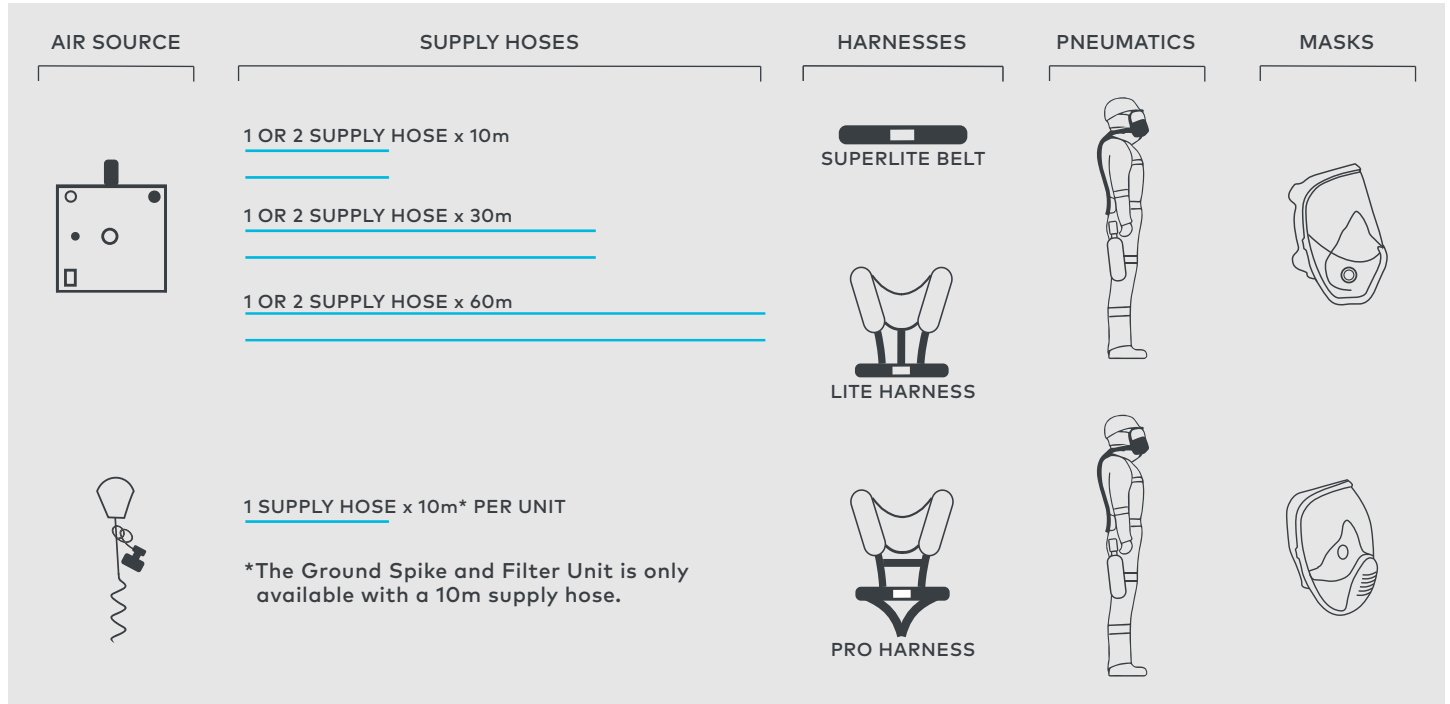 AIR SOURCE
SUPPLY HOSES
HARNESSES
PNEUMATICS
MASKS
1 OR 2 SUPPLY HOSE x 10m
1 OR 2 SUPPLY HOSE x 30m
1 OR 2 SUPPLY HOSE x 60m
1 SUPPLY HOSE x 10m* PER UNIT
*The Ground Spike and Filter Unit is only
available with a 10m supply hose.
SUPERLITE BELT
LITE HARNESS
PRO HARNESS